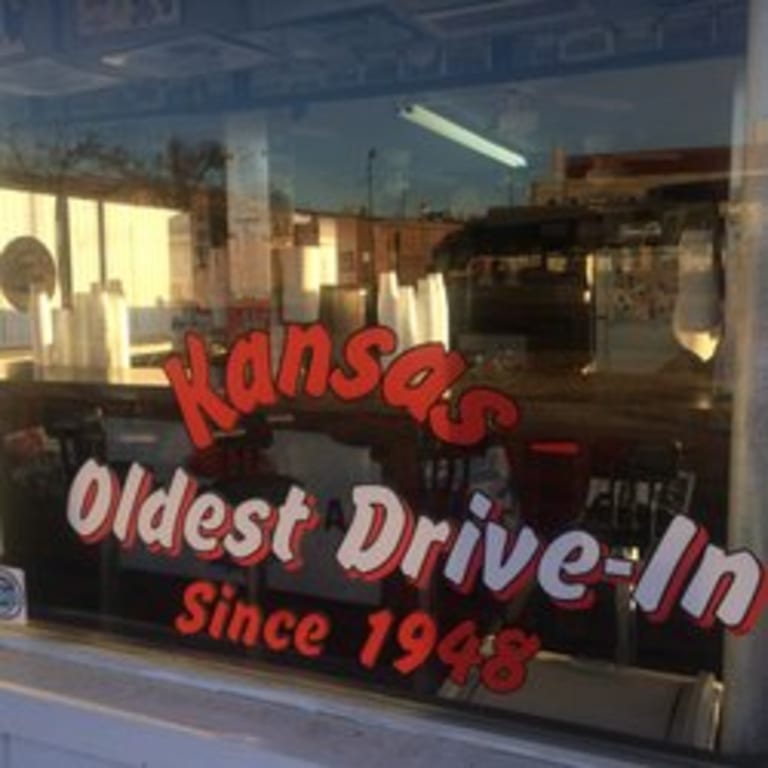 Kansas
Oldest Drive-In
Since 1948